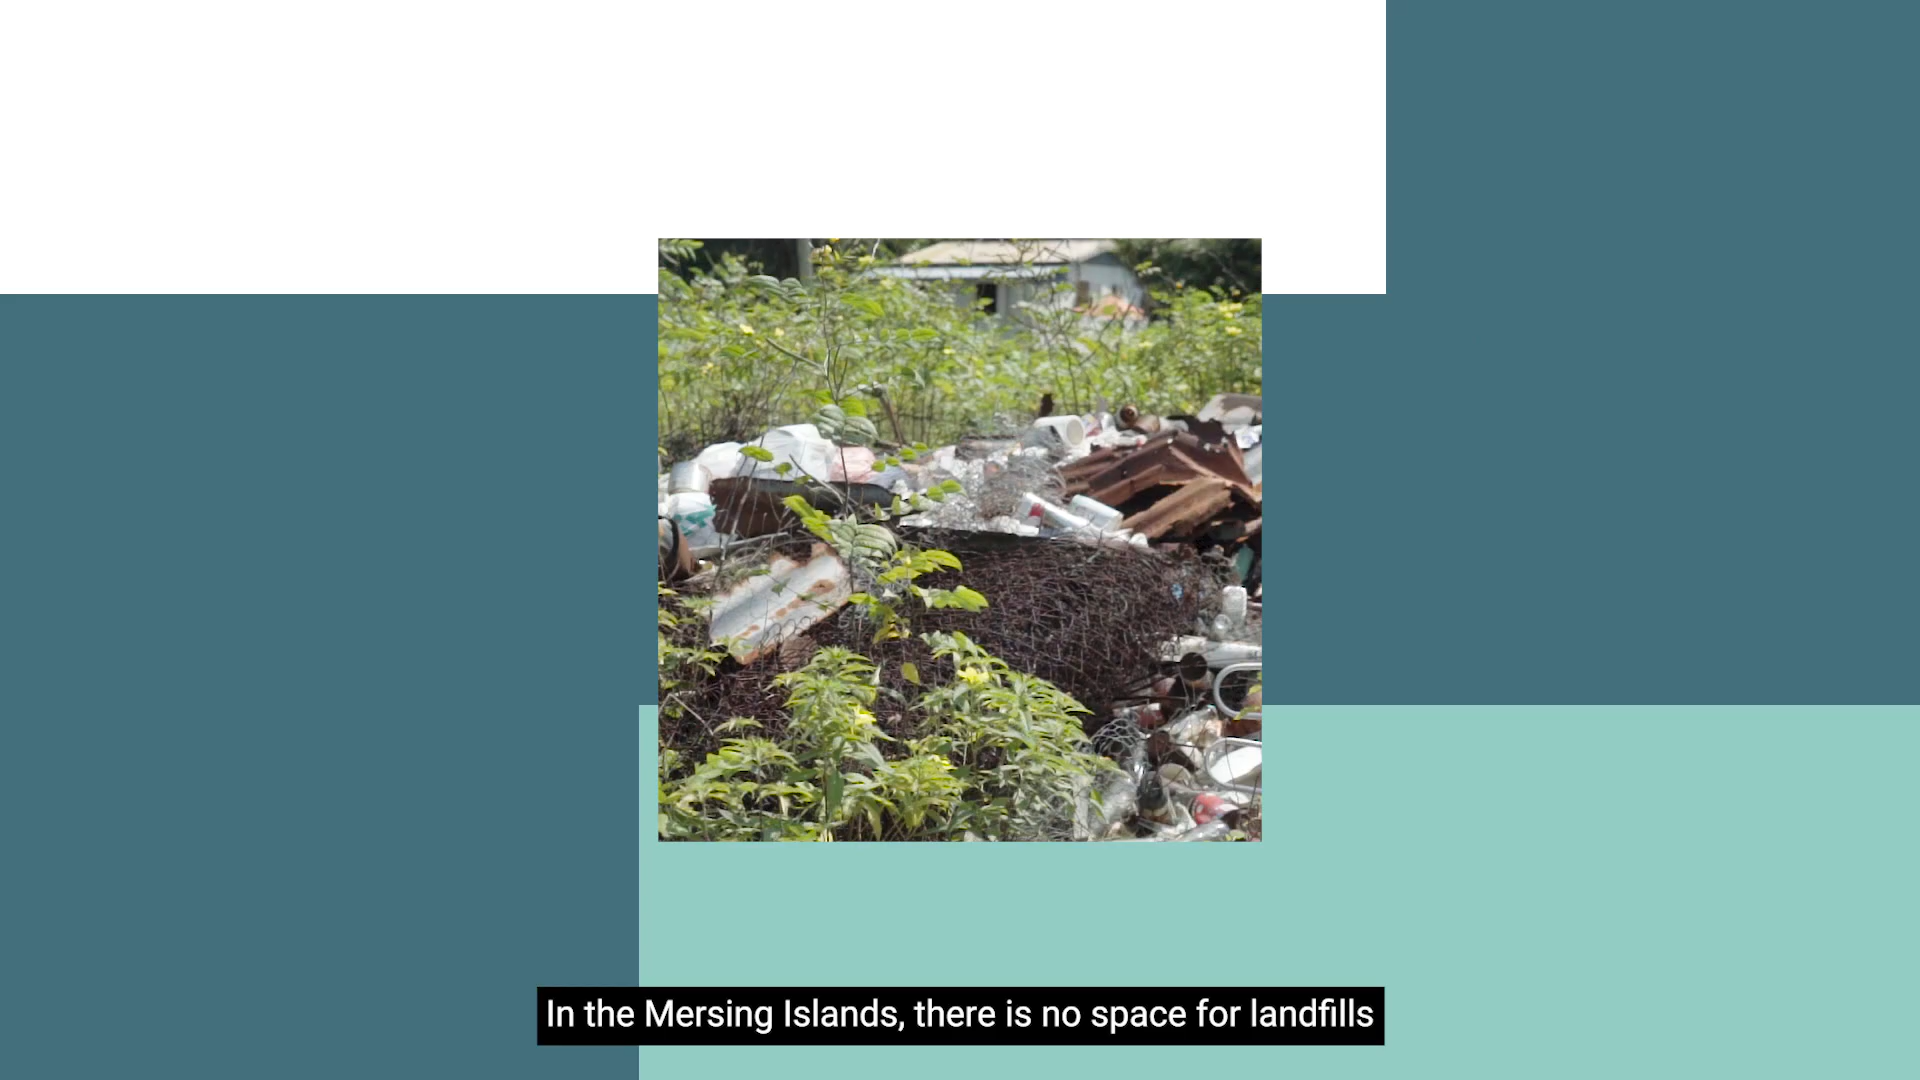 In the Mersing Islands, there is no space for landfills